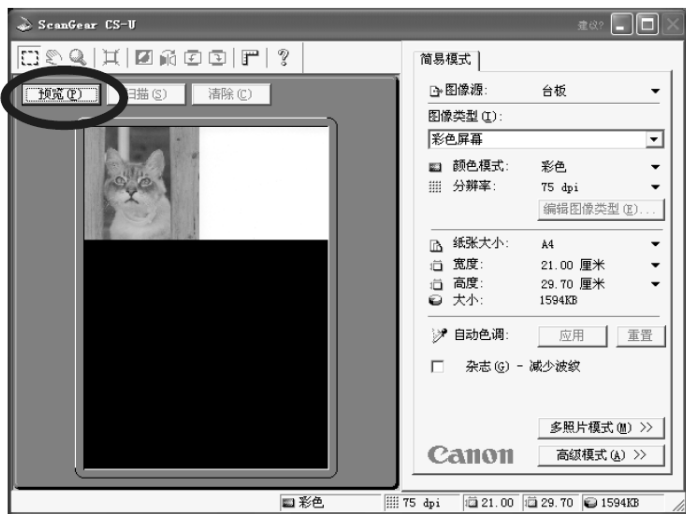 ScanGear CS-U
建议?
预览(P)
扫描(S)
清除(C)
简易模式
图像源:
台板
图像类型(I):
彩色屏幕
颜色模式:
彩色
分辨率:
75 dpi
编辑图像类型(E)...
纸张大小:
A4
宽度:
21.00 厘米
高度:
29.70 厘米
大小:
1594KB
自动色调:
应用
重置
杂志(G) - 减少波纹
多照片模式(M) >>
Canon
高级模式(A) >>
彩色
75 dpi
21.00
29.70
1594KB